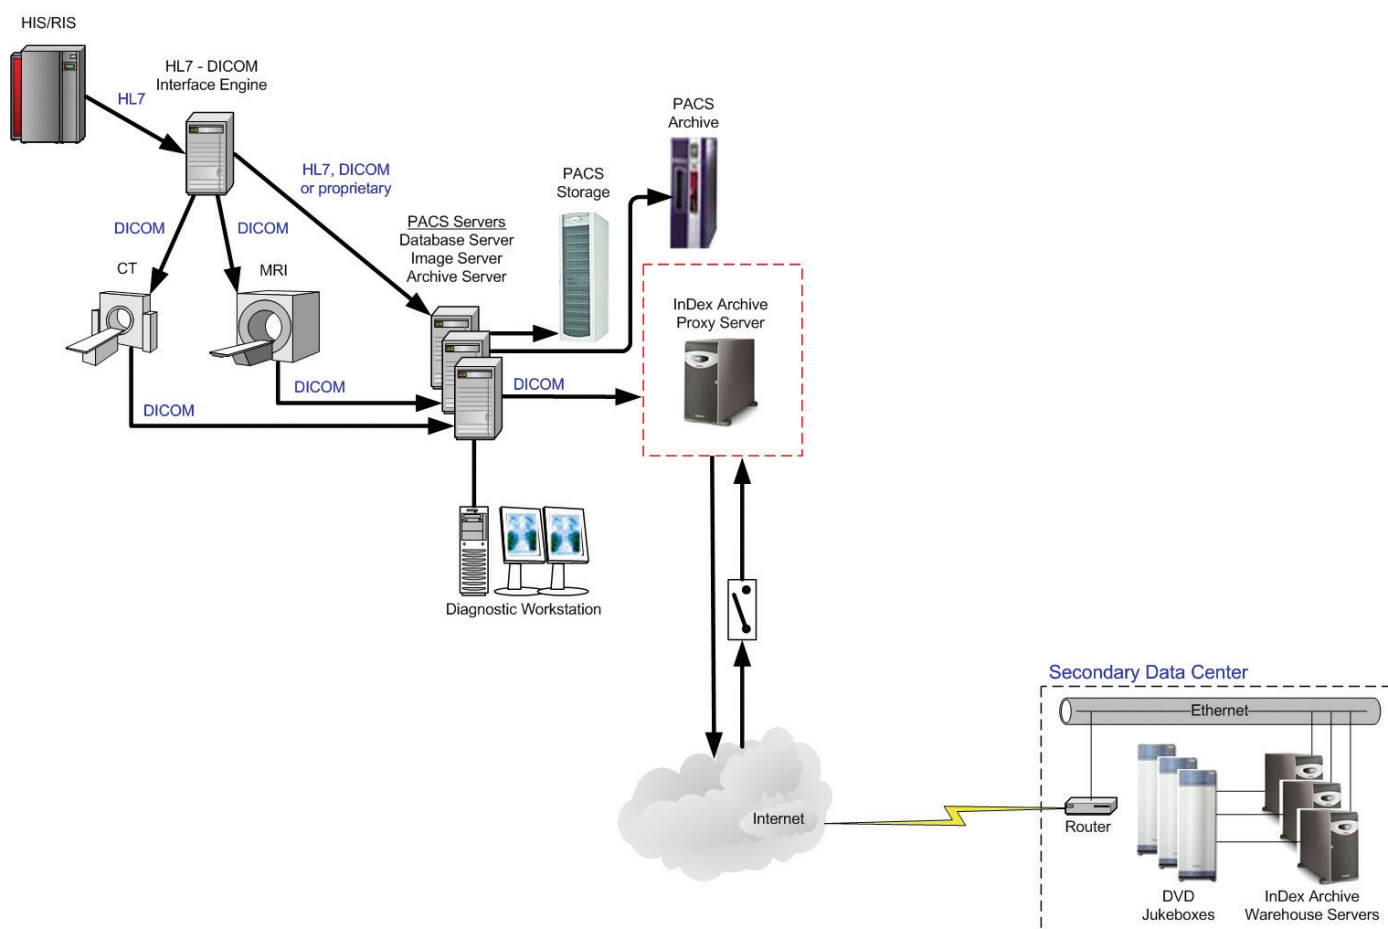 HIS/RIS
HL7 - DICOM
Interface Engine
HL7
HL7, DICOM
or proprietary
PACS
Archive
PACS
Storage
DICOM
DICOM
PACS Servers
Database Server
Image Server
Archive Server
CT
MRI
InDex Archive
Proxy Server
DICOM
DICOM
DICOM
Diagnostic Workstation
Secondary Data Center
Ethernet
Internet
Router
DVD
Jukeboxes
InDex Archive
Warehouse Servers